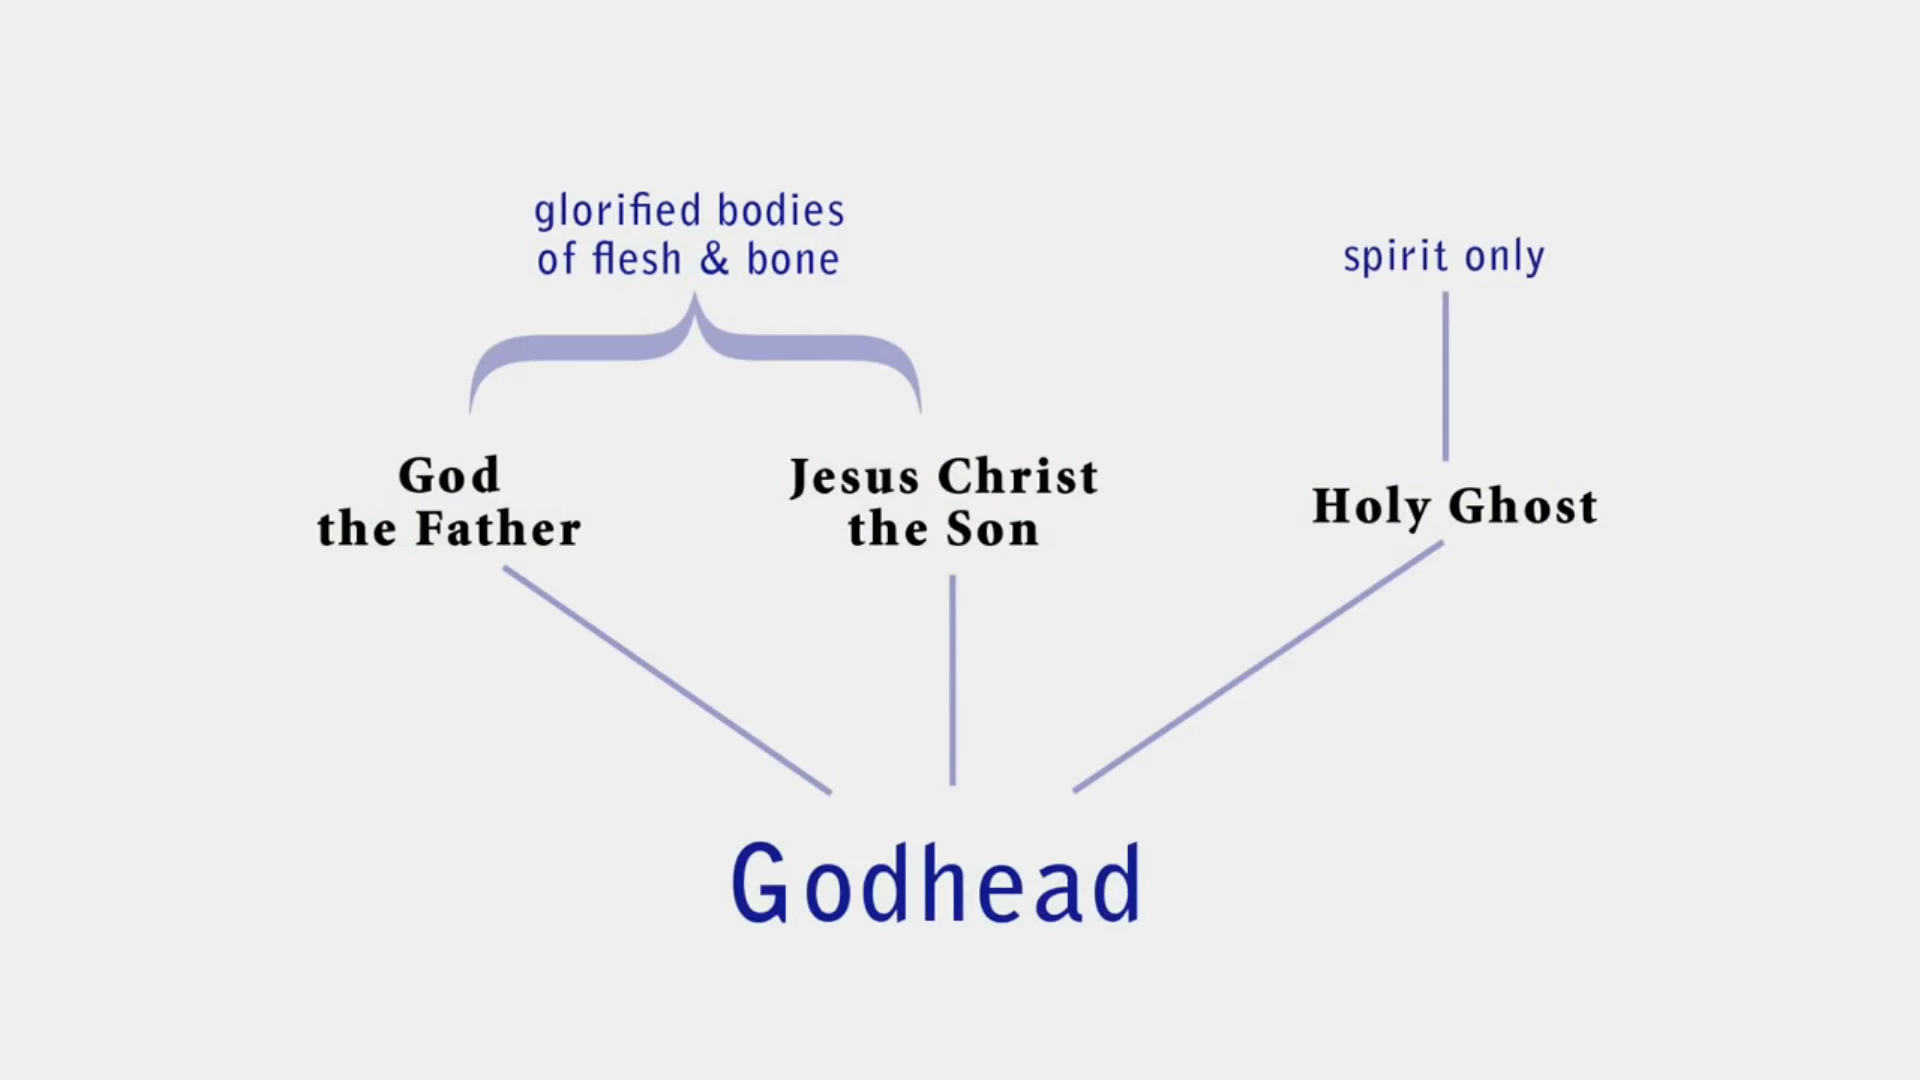 glorified bodies
of flesh & bone
spirit only
God
the Father
Jesus Christ
the Son
Holy Ghost
Godhead